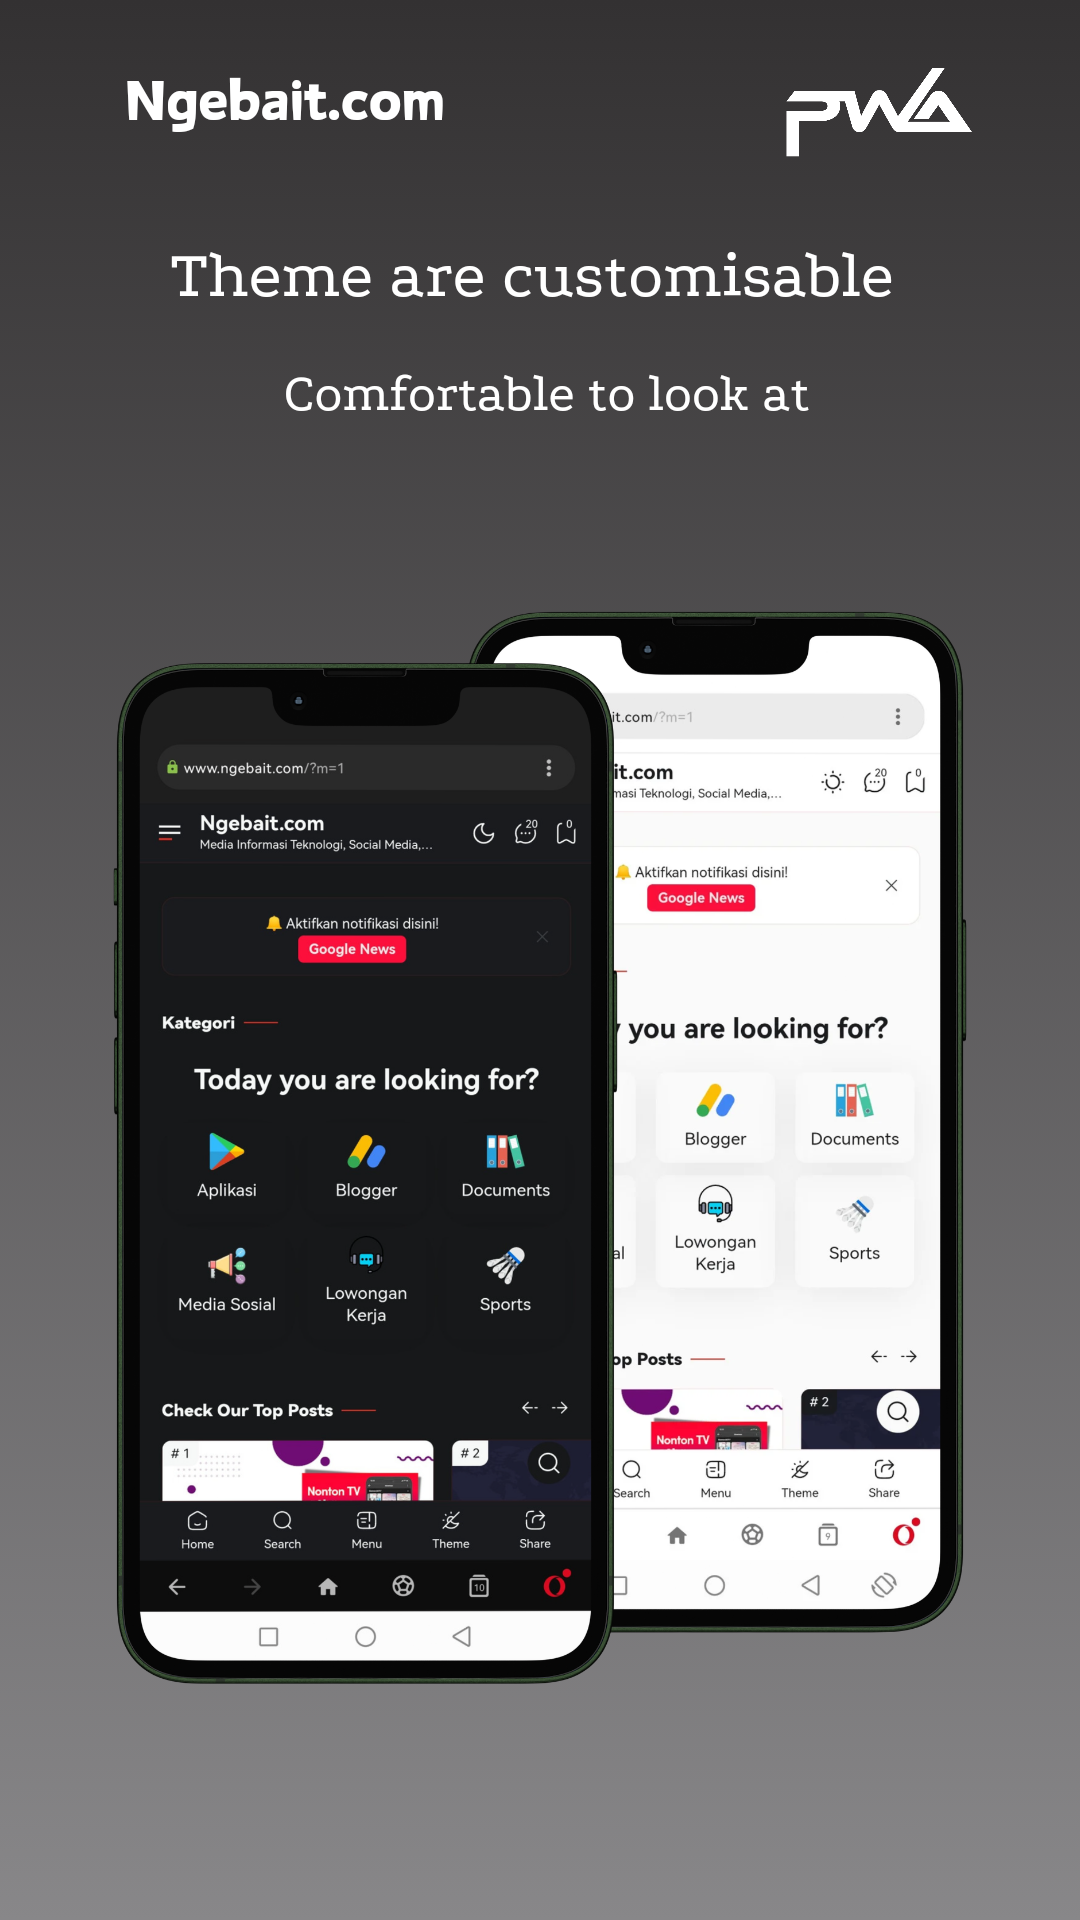 Ngebait.com
PWA
Theme are customisable
Comfortable to look at
www.ngebait.com/?m=1
Ngebait.com
20
0
Media Informasi Teknologi, Social Media,...
Aktifkan notifikasi disini!
Google News
Kategori
Today you are looking for?
Aplikasi
Blogger
Documents
Media Sosial
Lowongan
Kerja
Sports
Check Our Top Posts
# 1
# 2
Nonton TV
Home
Search
Menu
Theme
Share
10
it.com/?m=1
it.com
20
0
masi Teknologi, Social Media,...
Aktifkan notifikasi disini!
Google News
you are looking for?
Blogger
Documents
al
Lowongan
Kerja
Sports
op Posts
# 2
Nonton TV
Search
Menu
Theme
Share
9